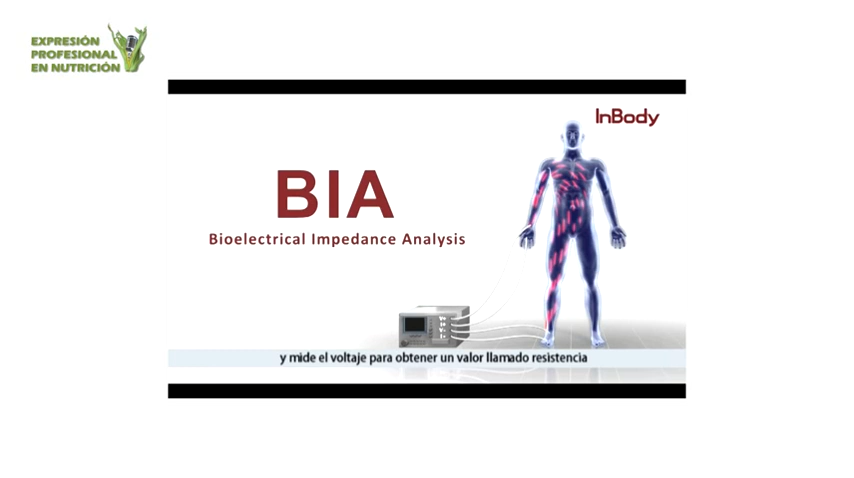 EXPRESIÓN
PROFESIONAL
EN NUTRICIÓN
InBody
BIA
Bioelectrical Impedance Analysis
y mide el voltaje para obtener un valor llamado resistencia